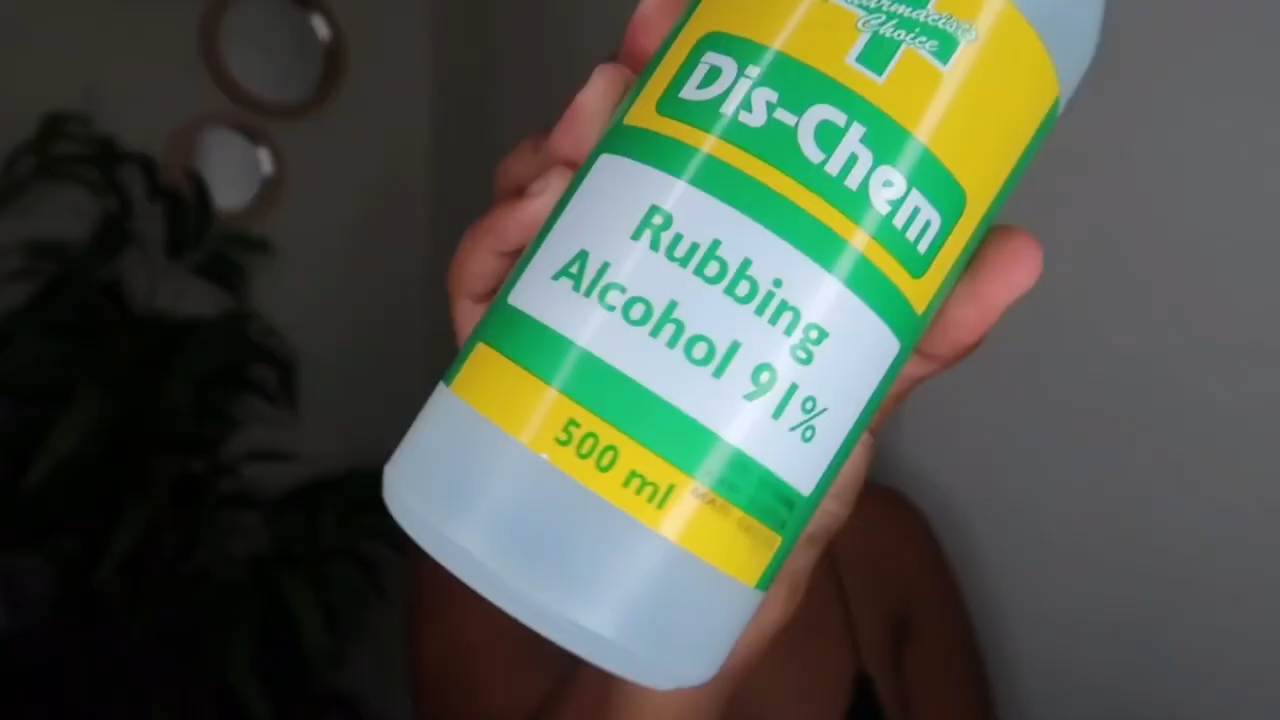 Pharmacist's
Choice
Dis-Chem
Rubbing
Alcohol 91%
500 ml